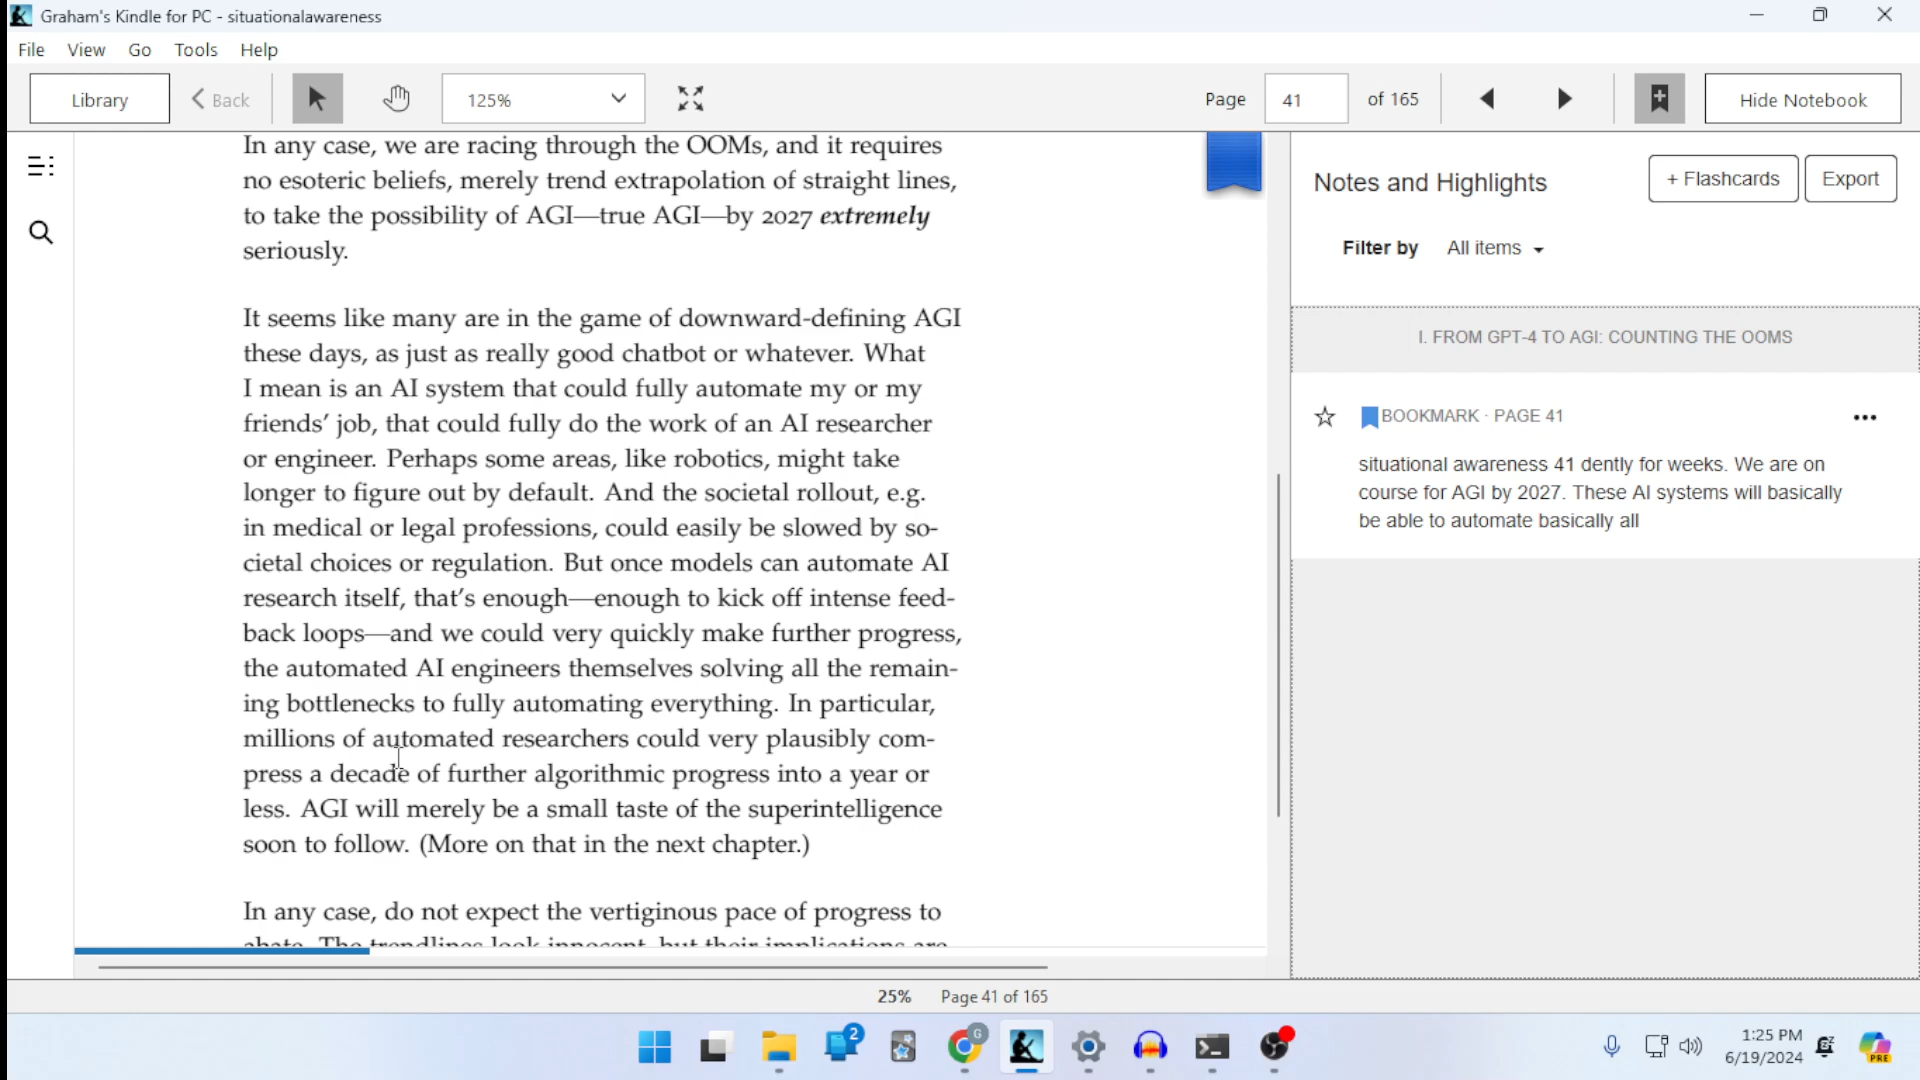 Graham's Kindle for PC - situationalawareness
File View Go Tools Help
Library Back 125% Page 41 of 165 Hide Notebook
In any case, we are racing through the OOMs, and it requires
no esoteric beliefs, merely trend extrapolation of straight lines,
to take the possibility of AGI—true AGI—by 2027 extremely
seriously.
It seems like many are in the game of downward-defining AGI
these days, as just as really good chatbot or whatever. What
I mean is an AI system that could fully automate my or my
friends' job, that could fully do the work of an AI researcher
or engineer. Perhaps some areas, like robotics, might take
longer to figure out by default. And the societal rollout, e.g.
in medical or legal professions, could easily be slowed by so-
cietal choices or regulation. But once models can automate AI
research itself, that's enough—enough to kick off intense feed-
back loops—and we could very quickly make further progress,
the automated AI engineers themselves solving all the remain-
ing bottlenecks to fully automating everything. In particular,
millions of automated researchers could very plausibly com-
press a decade of further algorithmic progress into a year or
less. AGI will merely be a small taste of the superintelligence
soon to follow. (More on that in the next chapter.)
In any case, do not expect the vertiginous pace of progress to
abate. The trendlines look innocent, but their implications are
Notes and Highlights
+ Flashcards Export
Filter by All items
I. FROM GPT-4 TO AGI: COUNTING THE OOMS
BOOKMARK · PAGE 41
situational awareness 41 dently for weeks. We are on
course for AGI by 2027. These AI systems will basically
be able to automate basically all
25% Page 41 of 165
2
G
1:25 PM
6/19/2024
PRE